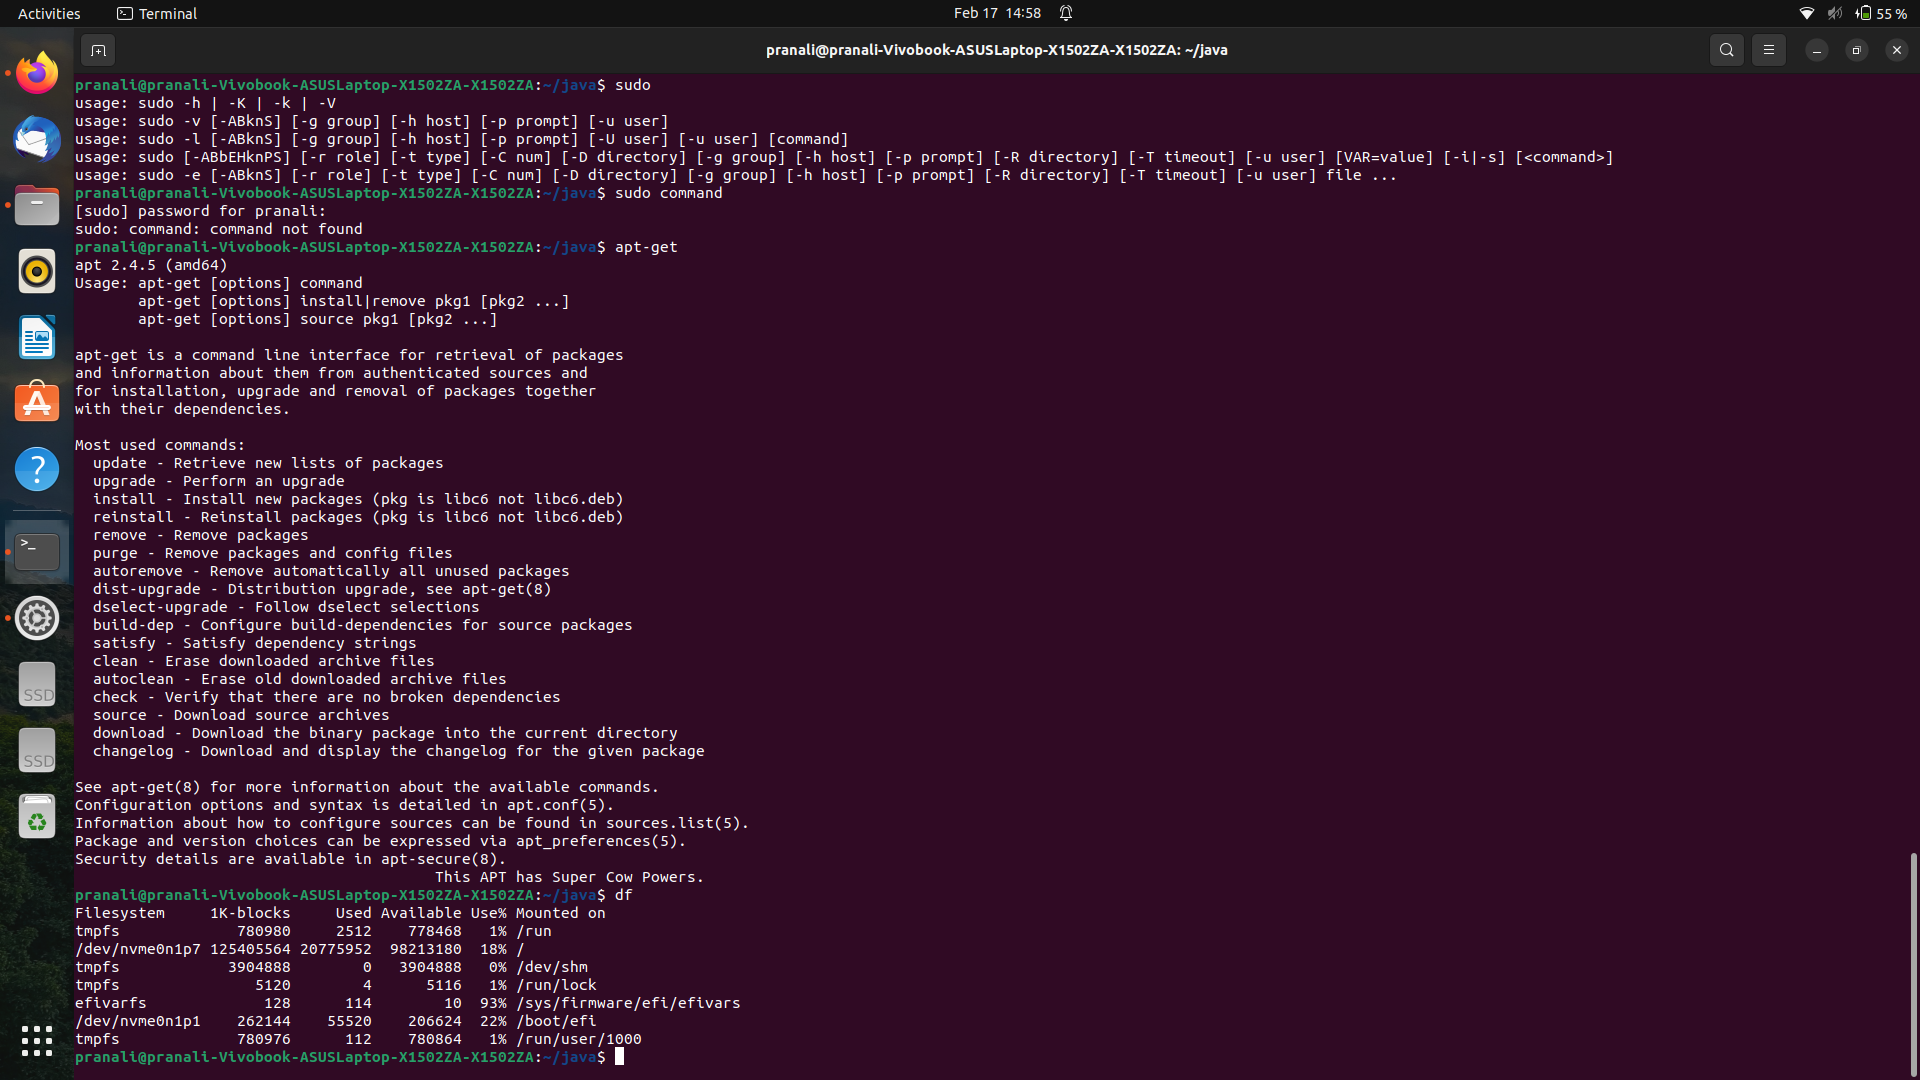 Activities
Terminal
Feb 17 14:58
55 %
pranali@pranali-Vivobook-ASUSLaptop-X1502ZA-X1502ZA: ~/java
pranali@pranali-Vivobook-ASUSLaptop-X1502ZA-X1502ZA:~/java$ sudo
usage: sudo -h | -K | -k | -V
usage: sudo -v [-ABknS] [-g group] [-h host] [-p prompt] [-u user]
usage: sudo -l [-ABknS] [-g group] [-h host] [-p prompt] [-U user] [-u user] [command]
usage: sudo [-ABbEHknPS] [-r role] [-t type] [-C num] [-D directory] [-g group] [-h host] [-p prompt] [-R directory] [-T timeout] [-u user] [VAR=value] [-i|-s] [<command>]
usage: sudo -e [-ABknS] [-r role] [-t type] [-C num] [-D directory] [-g group] [-h host] [-p prompt] [-R directory] [-T timeout] [-u user] file ...
pranali@pranali-Vivobook-ASUSLaptop-X1502ZA-X1502ZA:~/java$ sudo command
[sudo] password for pranali:
sudo: command: command not found
pranali@pranali-Vivobook-ASUSLaptop-X1502ZA-X1502ZA:~/java$ apt-get
apt 2.4.5 (amd64)
Usage: apt-get [options] command
       apt-get [options] install|remove pkg1 [pkg2 ...]
       apt-get [options] source pkg1 [pkg2 ...]

apt-get is a command line interface for retrieval of packages
and information about them from authenticated sources and
for installation, upgrade and removal of packages together
with their dependencies.

Most used commands:
  update - Retrieve new lists of packages
  upgrade - Perform an upgrade
  install - Install new packages (pkg is libc6 not libc6.deb)
  reinstall - Reinstall packages (pkg is libc6 not libc6.deb)
  remove - Remove packages
  purge - Remove packages and config files
  autoremove - Remove automatically all unused packages
  dist-upgrade - Distribution upgrade, see apt-get(8)
  dselect-upgrade - Follow dselect selections
  build-dep - Configure build-dependencies for source packages
  satisfy - Satisfy dependency strings
  clean - Erase downloaded archive files
  autoclean - Erase old downloaded archive files
  check - Verify that there are no broken dependencies
  source - Download source archives
  download - Download the binary package into the current directory
  changelog - Download and display the changelog for the given package

See apt-get(8) for more information about the available commands.
Configuration options and syntax is detailed in apt.conf(5).
Information about how to configure sources can be found in sources.list(5).
Package and version choices can be expressed via apt_preferences(5).
Security details are available in apt-secure(8).
                                        This APT has Super Cow Powers.
pranali@pranali-Vivobook-ASUSLaptop-X1502ZA-X1502ZA:~/java$ df
Filesystem     1K-blocks     Used Available Use% Mounted on
tmpfs             780980     2512    778468   1% /run
/dev/nvme0n1p7 125405564 20775952  98213180  18% /
tmpfs            3904888        0   3904888   0% /dev/shm
tmpfs               5120        4      5116   1% /run/lock
efivarfs             128      114        10  93% /sys/firmware/efi/efivars
/dev/nvme0n1p1    262144    55520    206624  22% /boot/efi
tmpfs             780976      112    780864   1% /run/user/1000
pranali@pranali-Vivobook-ASUSLaptop-X1502ZA-X1502ZA:~/java$
SSD
SSD